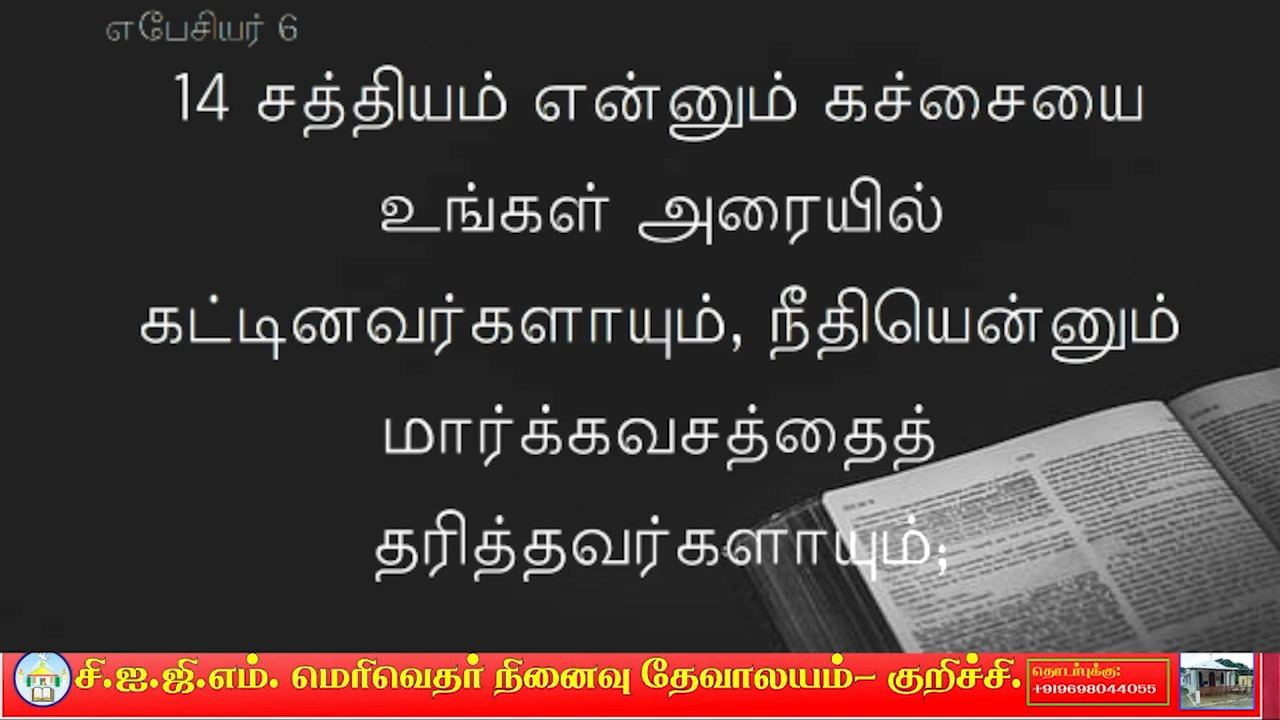 எபேசியர் 6
14 சத்தியம் என்னும் கச்சையை
உங்கள் அரையில்
கட்டினவர்களாயும், நீதியென்னும்
மார்க்கவசத்தைத்
தரித்தவர்களாயும்;
சி.ஐ.ஜி.எம். மெரிவெதர் நினைவு தேவாலயம்– குறிச்சி.
தொடர்புக்கு:
+919698044055